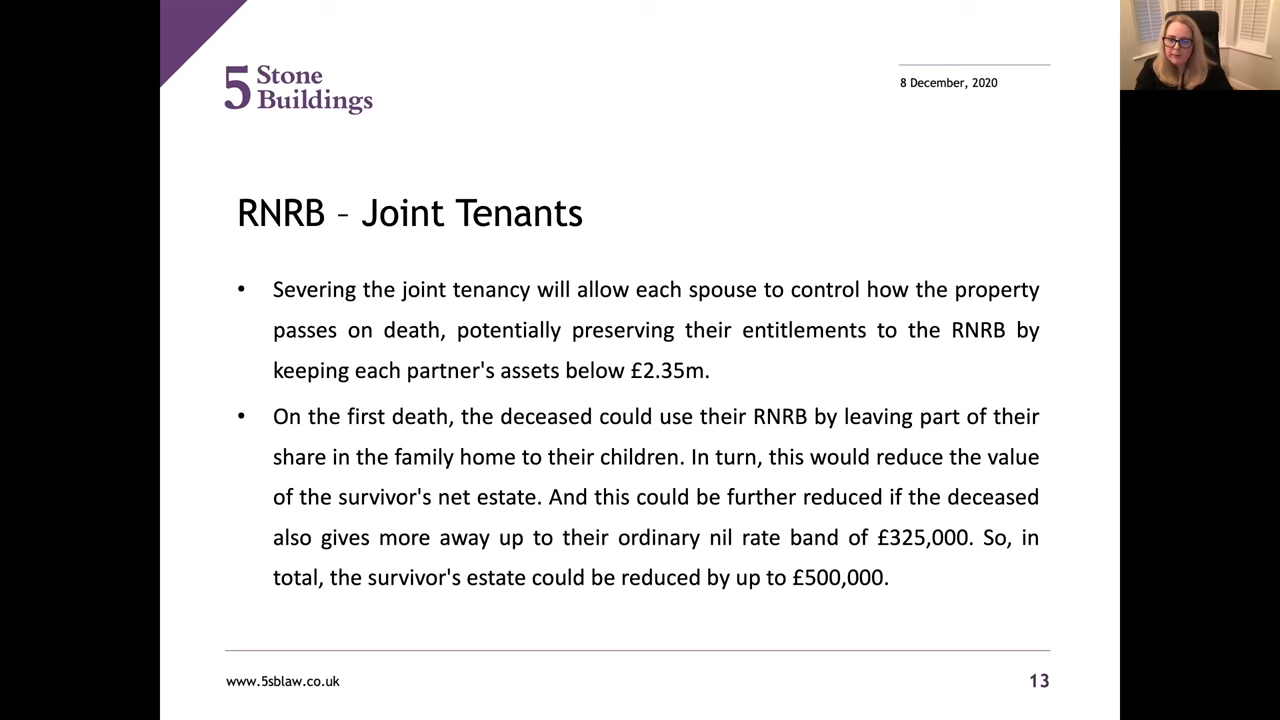 5 Stone
Buildings
8 December, 2020
RNRB – Joint Tenants
• Severing the joint tenancy will allow each spouse to control how the property
passes on death, potentially preserving their entitlements to the RNRB by
keeping each partner's assets below £2.35m.
• On the first death, the deceased could use their RNRB by leaving part of their
share in the family home to their children. In turn, this would reduce the value
of the survivor's net estate. And this could be further reduced if the deceased
also gives more away up to their ordinary nil rate band of £325,000. So, in
total, the survivor's estate could be reduced by up to £500,000.
www.5sblaw.co.uk
13